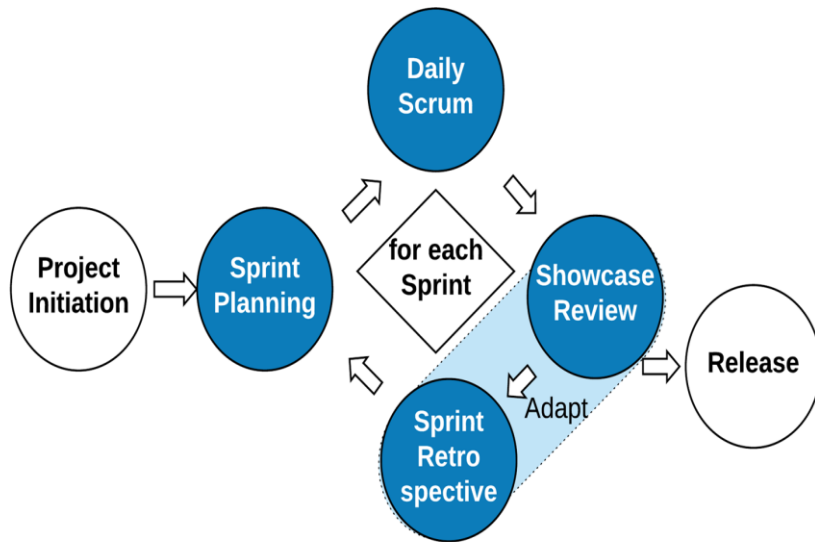 Daily
Scrum
Project
Initiation
Sprint
Planning
for each
Sprint
Showcase
Review
Release
Adapt
Sprint
Retro
spective